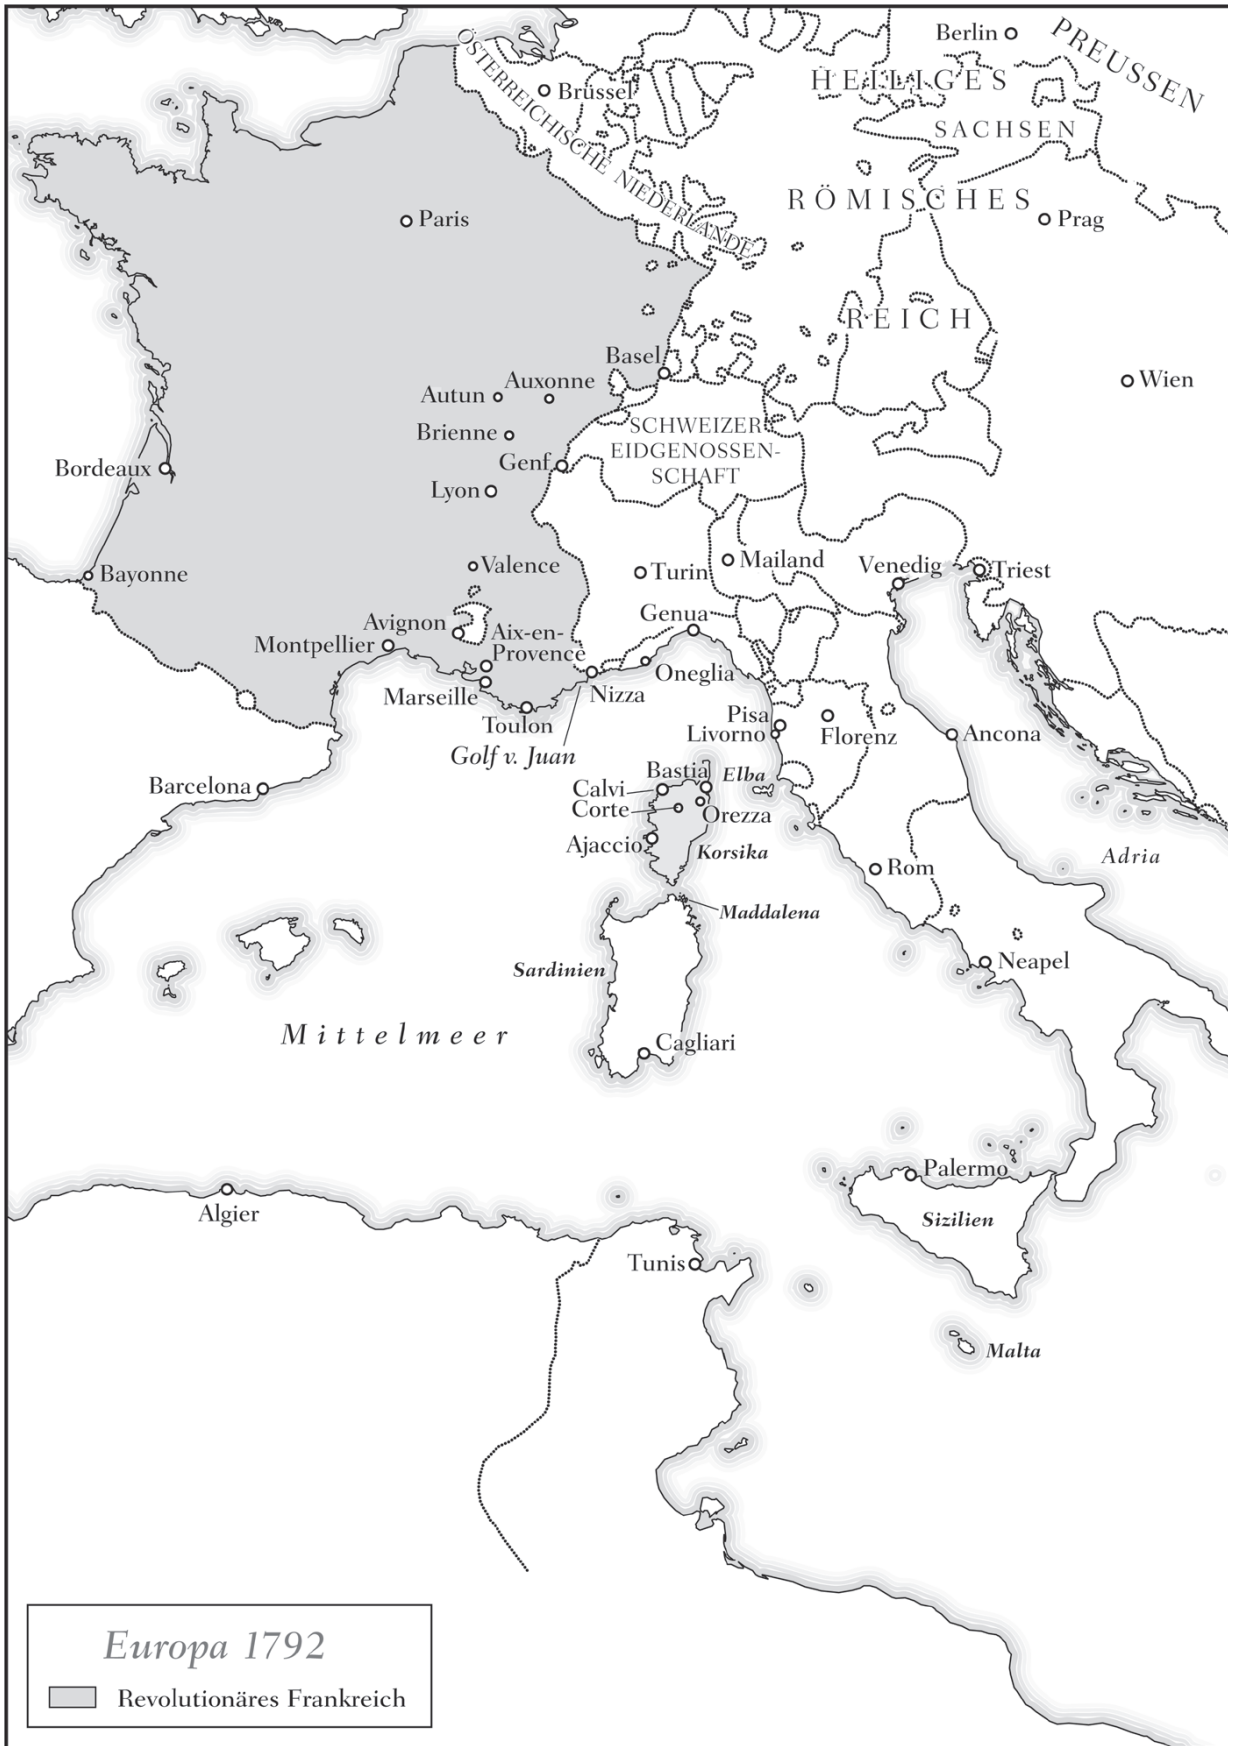 Berlin
PREUSSEN
ÖSTERREICHISCHE NIEDERLANDE
Brüssel
HEILIGES
SACHSEN
RÖMISCHES
Paris
Prag
REICH
Basel
Autun
Auxonne
Wien
Brienne
SCHWEIZER
EIDGENOSSEN-
SCHAFT
Bordeaux
Genf
Lyon
Bayonne
Valence
Turin
Mailand
Venedig
Triest
Genua
Avignon
Montpellier
Aix-en-
Provence
Oneglia
Marseille
Nizza
Toulon
Pisa
Livorno
Florenz
Ancona
Golf v. Juan
Barcelona
Bastia
Elba
Calvi
Corte
Orezza
Ajaccio
Korsika
Rom
Adria
Maddalena
Sardinien
Neapel
Mittelmeer
Cagliari
Palermo
Algier
Sizilien
Tunis
Malta
Europa 1792
Revolutionäres Frankreich